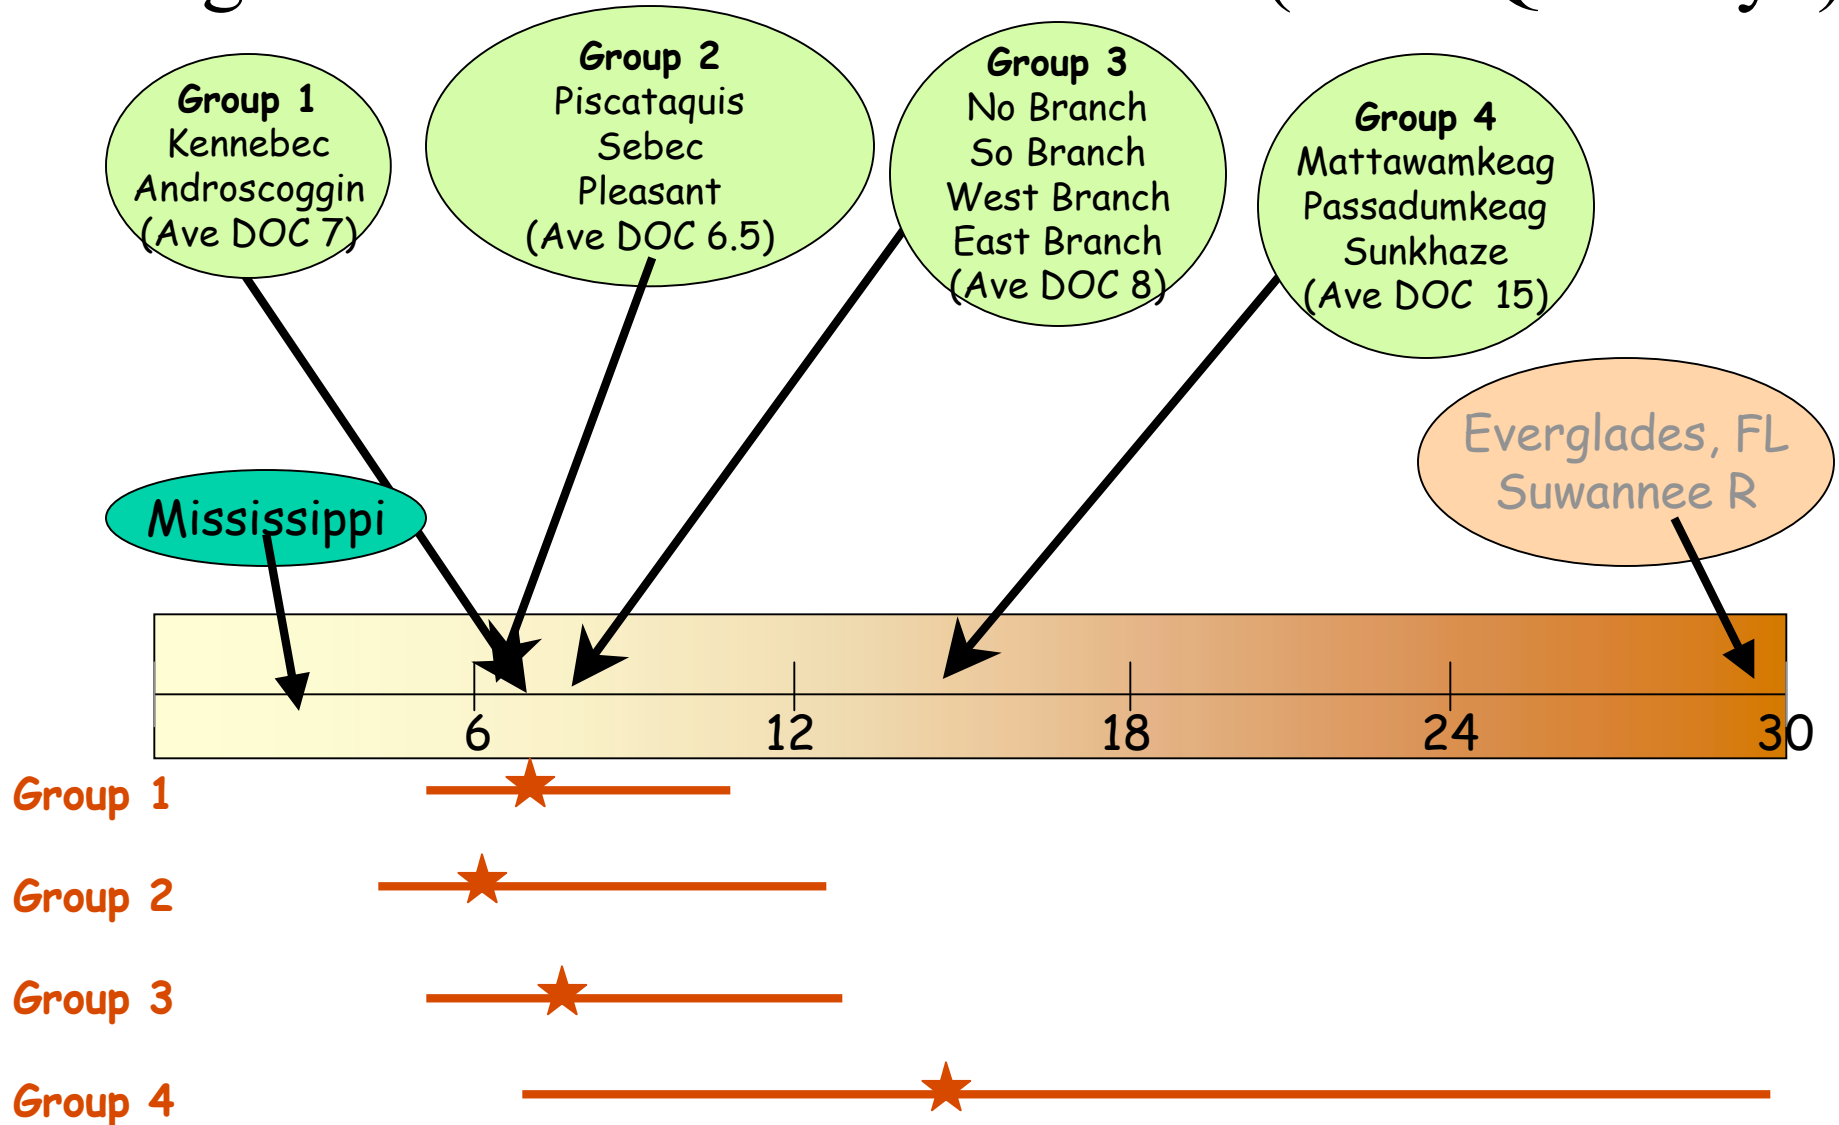 Group 1
Kennebec
Androscoggin
(Ave DOC 7)
Group 2
Piscataquis
Sebec
Pleasant
(Ave DOC 6.5)
Group 3
No Branch
So Branch
West Branch
East Branch
(Ave DOC 8)
Group 4
Mattawamkeag
Passadumkeag
Sunkhaze
(Ave DOC 15)
Everglades, FL
Suwannee R
Mississippi
6 12 18 24 30
Group 1
Group 2
Group 3
Group 4